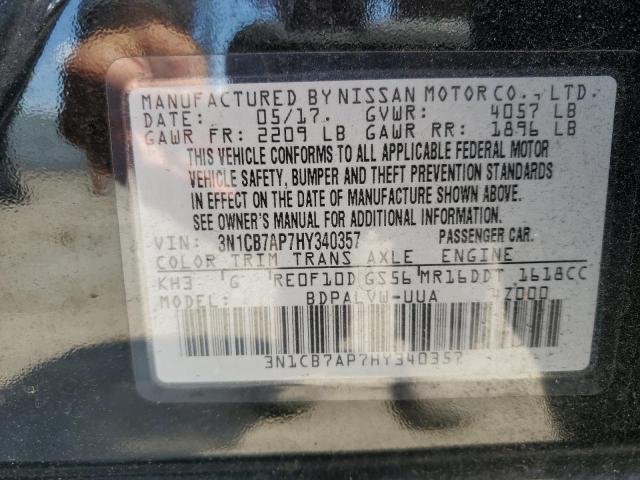 MANUFACTURED BY NISSAN MOTOR CO., LTD.
DATE: 05/17. GVWR: 4057 LB
GAWR FR: 2209 LB GAWR RR: 1896 LB
THIS VEHICLE CONFORMS TO ALL APPLICABLE FEDERAL MOTOR
VEHICLE SAFETY, BUMPER AND THEFT PREVENTION STANDARDS
IN EFFECT ON THE DATE OF MANUFACTURE SHOWN ABOVE.
SEE OWNER'S MANUAL FOR ADDITIONAL INFORMATION.
VIN: 3N1CB7AP7HY340357 PASSENGER CAR.
COLOR TRIM TRANS AXLE ENGINE
KH3 G RE0F10D GS56 MR16DDT 1618CC
MODEL: BDPALVW-UUA 4Z000
3N1CB7AP7HY340357